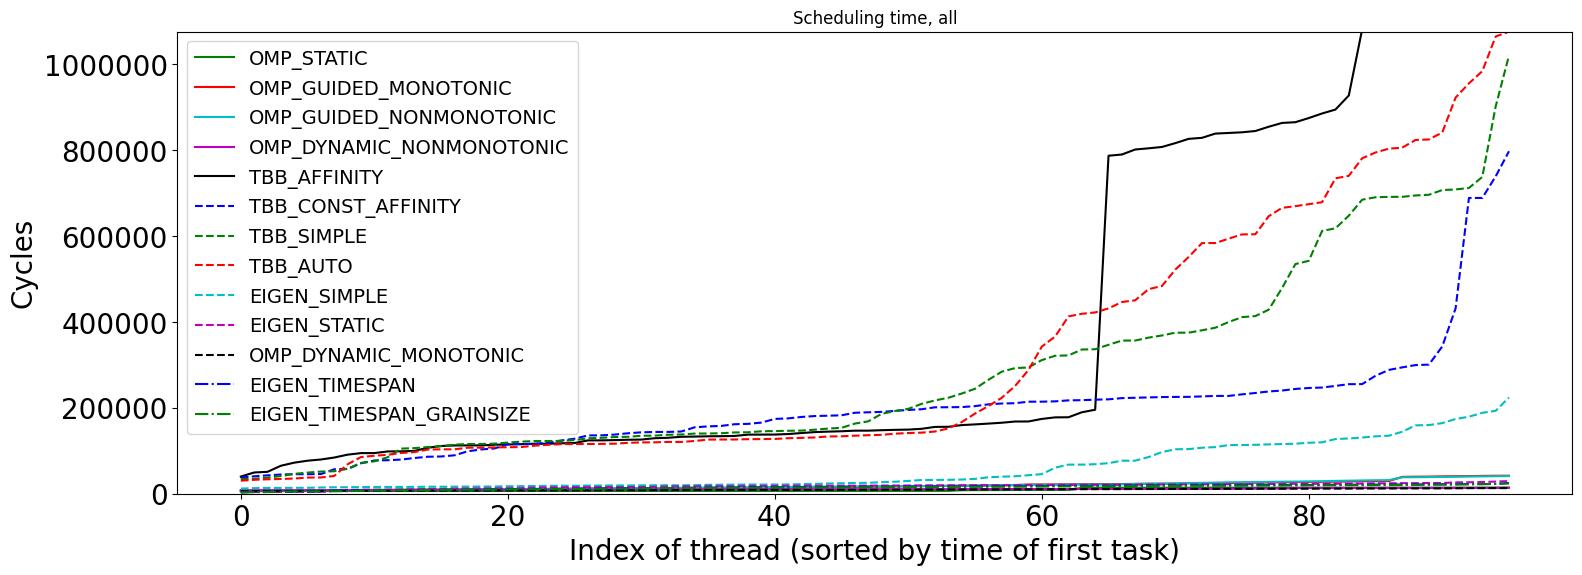 Scheduling time, all
OMP_STATIC
OMP_GUIDED_MONOTONIC
OMP_GUIDED_NONMONOTONIC
OMP_DYNAMIC_NONMONOTONIC
TBB_AFFINITY
TBB_CONST_AFFINITY
TBB_SIMPLE
TBB_AUTO
EIGEN_SIMPLE
EIGEN_STATIC
OMP_DYNAMIC_MONOTONIC
EIGEN_TIMESPAN
EIGEN_TIMESPAN_GRAINSIZE
Cycles
1000000
800000
600000
400000
200000
0
0 20 40 60 80
Index of thread (sorted by time of first task)